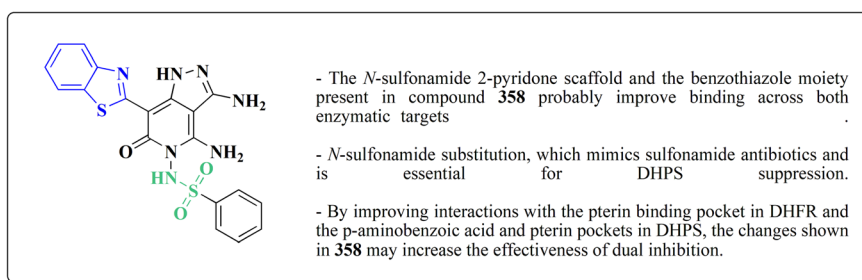 N
S
HN
N
NH₂
O
N
NH₂
HN
O
S
O
- The N-sulfonamide 2-pyridone scaffold and the benzothiazole moiety
present in compound 358 probably improve binding across both
enzymatic targets .
- N-sulfonamide substitution, which mimics sulfonamide antibiotics and
is essential for DHPS suppression.
- By improving interactions with the pterin binding pocket in DHFR and
the p-aminobenzoic acid and pterin pockets in DHPS, the changes shown
in 358 may increase the effectiveness of dual inhibition.